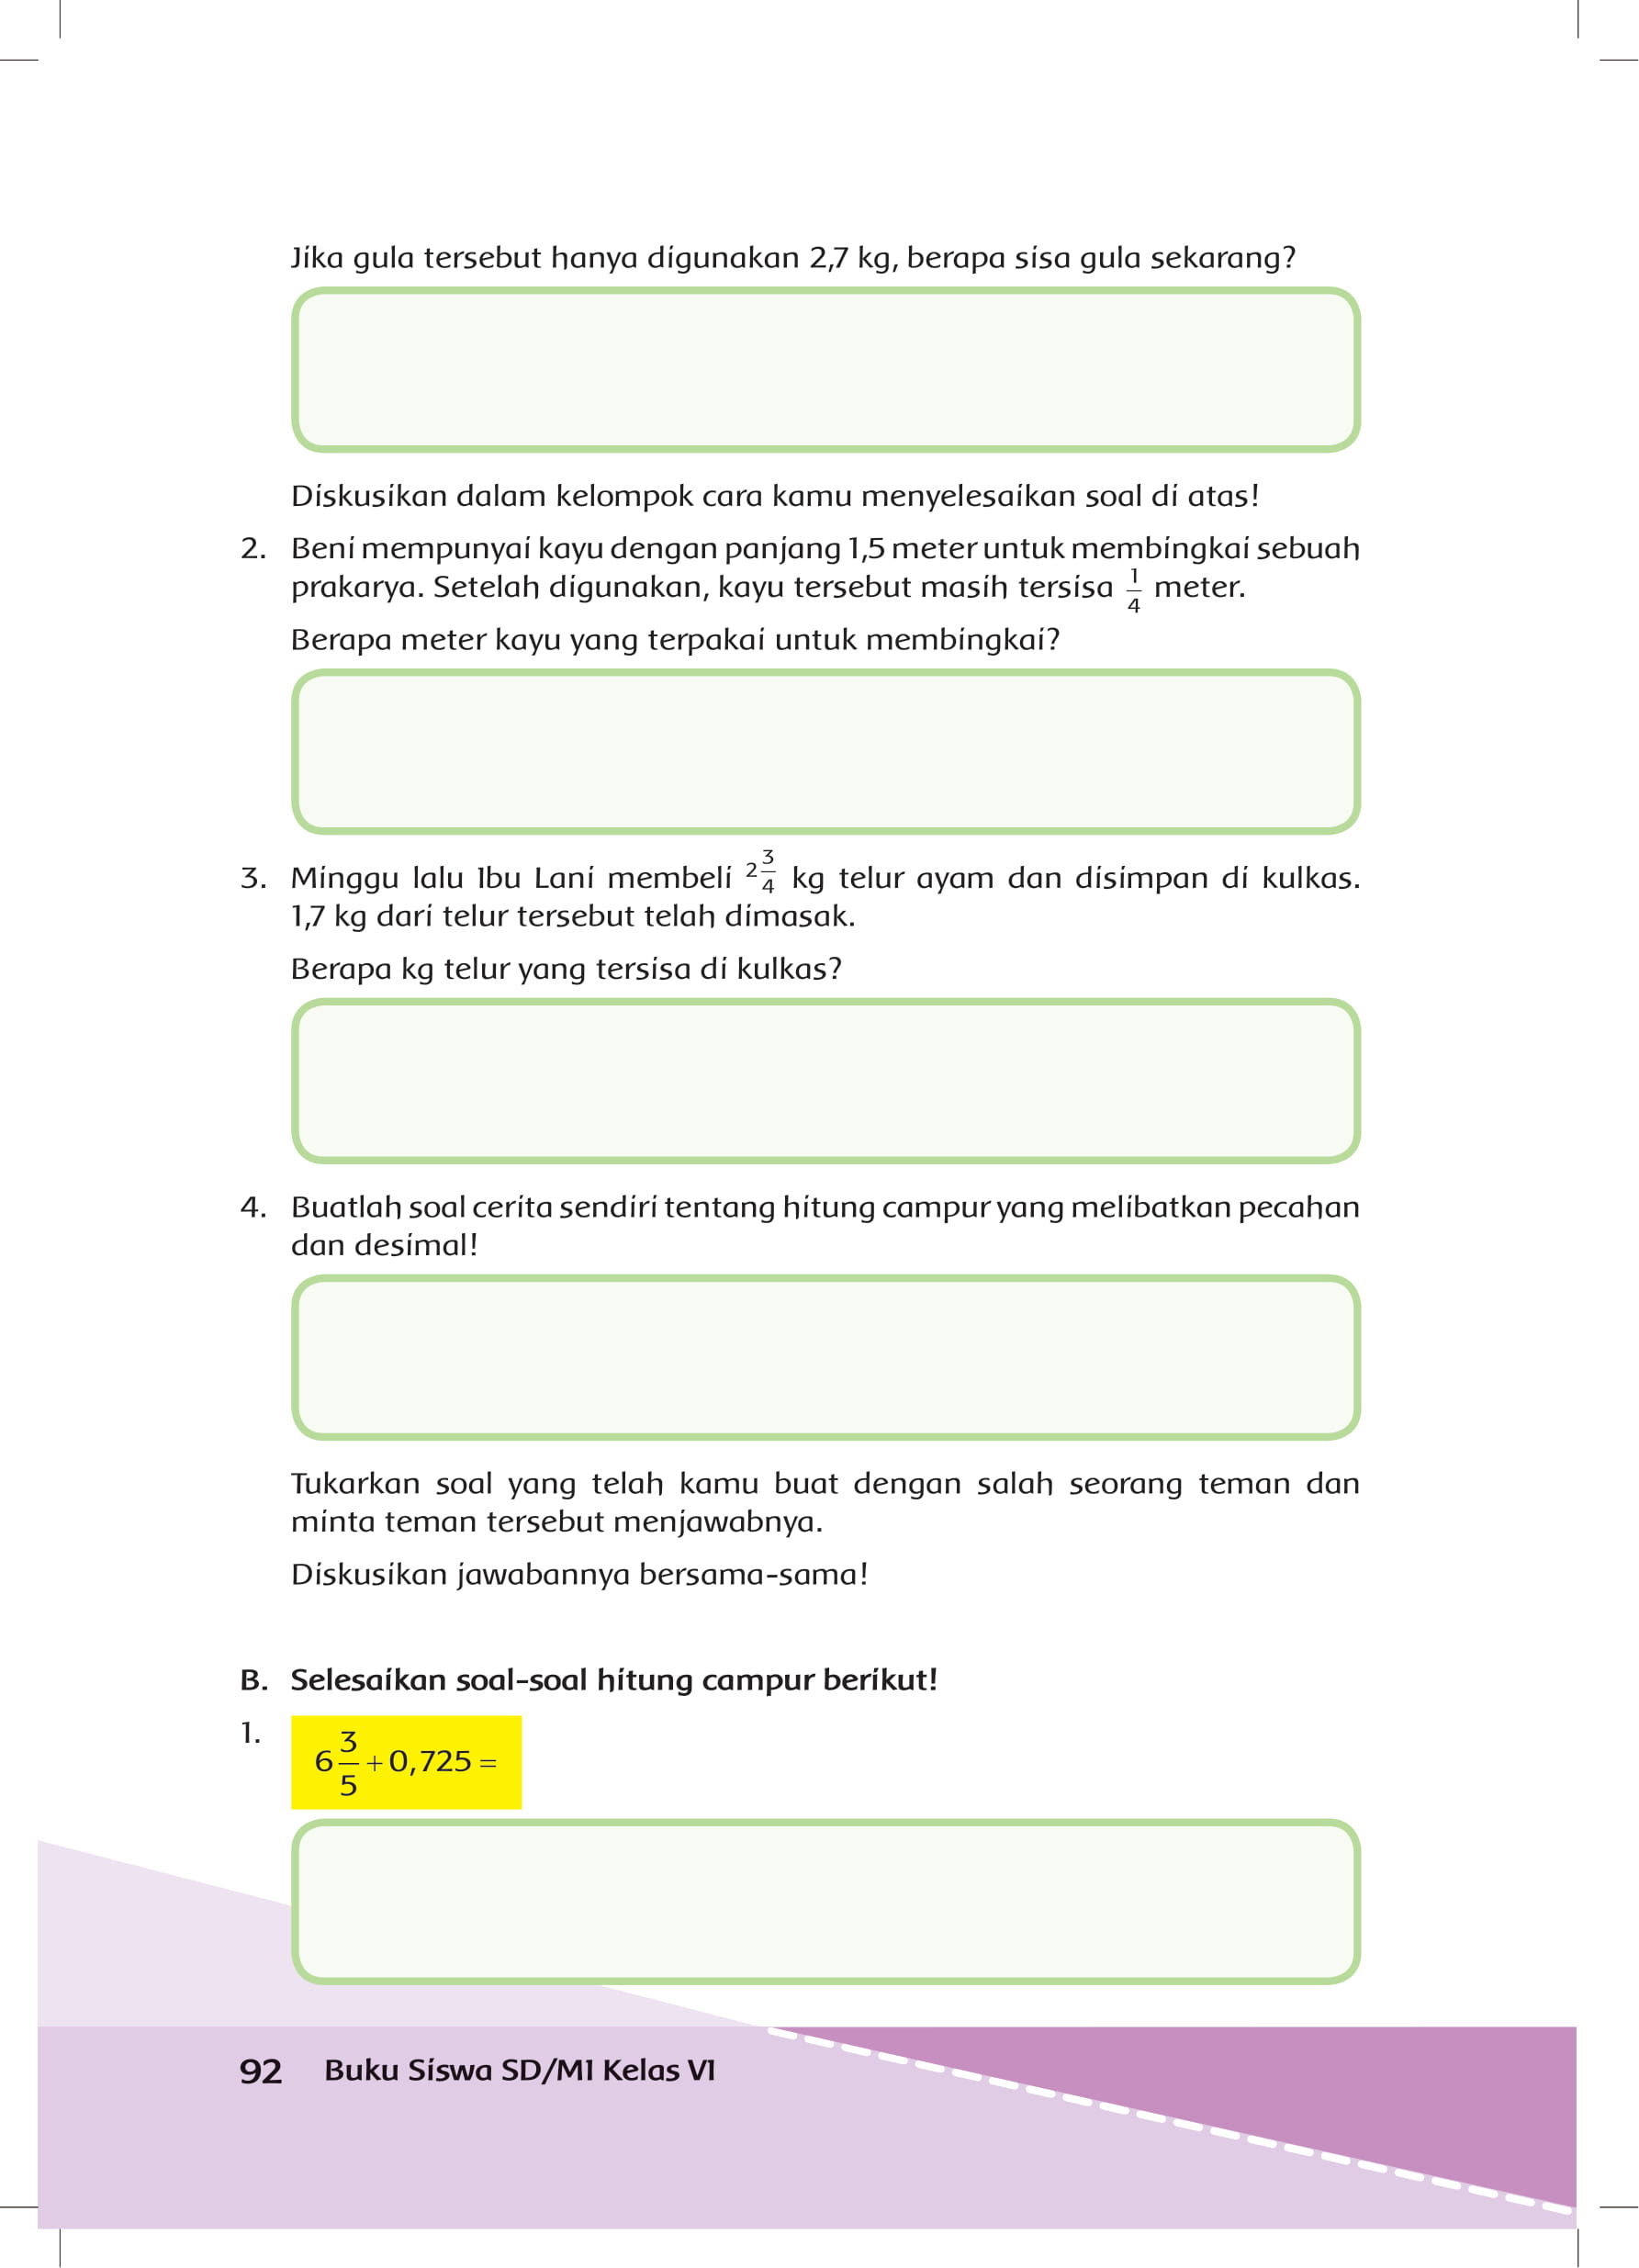 Jika gula tersebut hanya digunakan 2,7 kg, berapa sisa gula sekarang?
Diskusikan dalam kelompok cara kamu menyelesaikan soal di atas!
2. Beni mempunyai kayu dengan panjang 1,5 meter untuk membingkai sebuah
prakarya. Setelah digunakan, kayu tersebut masih tersisa 1/4 meter.
Berapa meter kayu yang terpakai untuk membingkai?
3. Minggu lalu Ibu Lani membeli 2 3/4 kg telur ayam dan disimpan di kulkas.
1,7 kg dari telur tersebut telah dimasak.
Berapa kg telur yang tersisa di kulkas?
4. Buatlah soal cerita sendiri tentang hitung campur yang melibatkan pecahan
dan desimal!
Tukarkan soal yang telah kamu buat dengan salah seorang teman dan
minta teman tersebut menjawabnya.
Diskusikan jawabannya bersama-sama!
B. Selesaikan soal-soal hitung campur berikut!
1. 6 3/5 + 0,725 =
92 Buku Siswa SD/MI Kelas VI